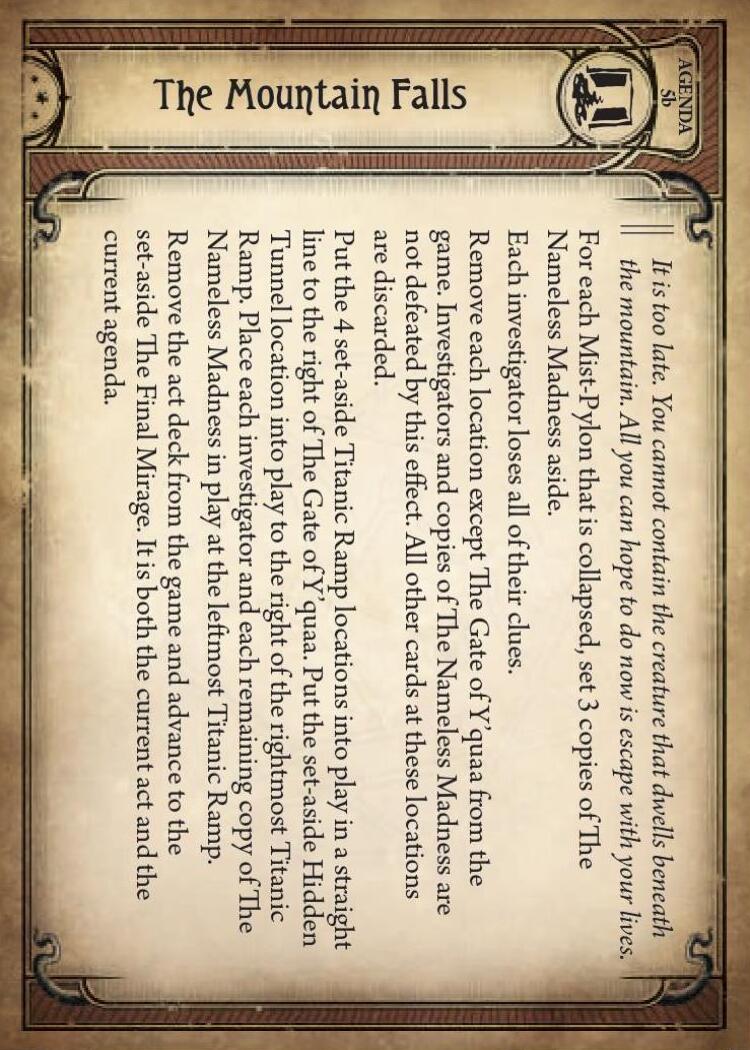 AGENDA
5b
The Mountain Falls
It is too late. You cannot contain the creature that dwells beneath
the mountain. All you can hope to do now is escape with your lives.
For each Mist-Pylon that is collapsed, set 3 copies of The
Nameless Madness aside.
Each investigator loses all of their clues.
Remove each location except The Gate of Y'quaa from the
game. Investigators and copies of The Nameless Madness are
not defeated by this effect. All other cards at these locations
are discarded.
Put the 4 set-aside Titanic Ramp locations into play in a straight
line to the right of The Gate of Y'quaa. Put the set-aside Hidden
Tunnel location into play to the right of the rightmost Titanic
Ramp. Place each investigator and each remaining copy of The
Nameless Madness in play at the leftmost Titanic Ramp.
Remove the act deck from the game and advance to the
set-aside The Final Mirage. It is both the current act and the
current agenda.